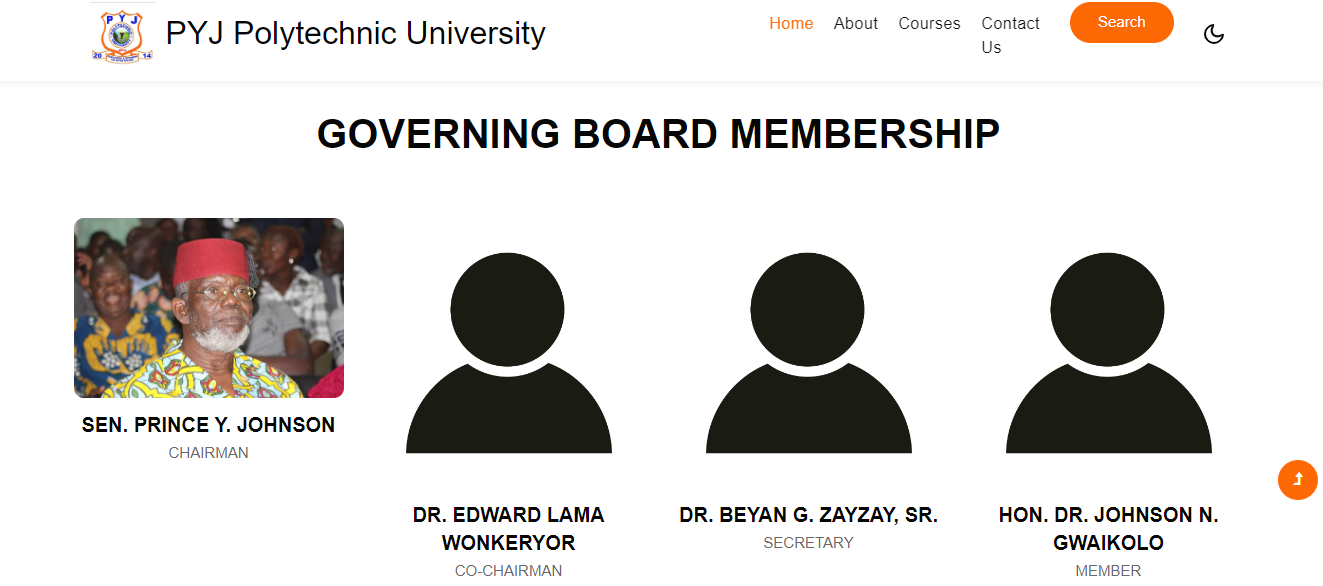 P Y J
20 14
PYJ Polytechnic University
Home
About
Courses
Contact
Us
Search
GOVERNING BOARD MEMBERSHIP
SEN. PRINCE Y. JOHNSON
CHAIRMAN
DR. EDWARD LAMA
WONKERYOR
CO-CHAIRMAN
DR. BEYAN G. ZAYZAY, SR.
SECRETARY
HON. DR. JOHNSON N.
GWAIKOLO
MEMBER